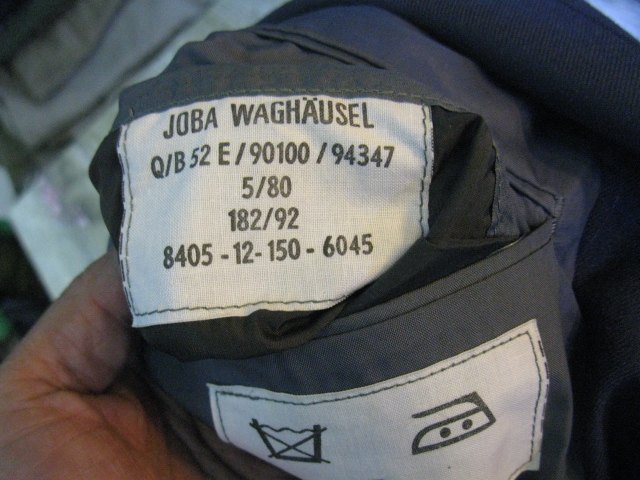 JOBA WAGHÄUSEL
Q/B 52 E/90100/94347
5/80
182/92
8405-12-150-6045